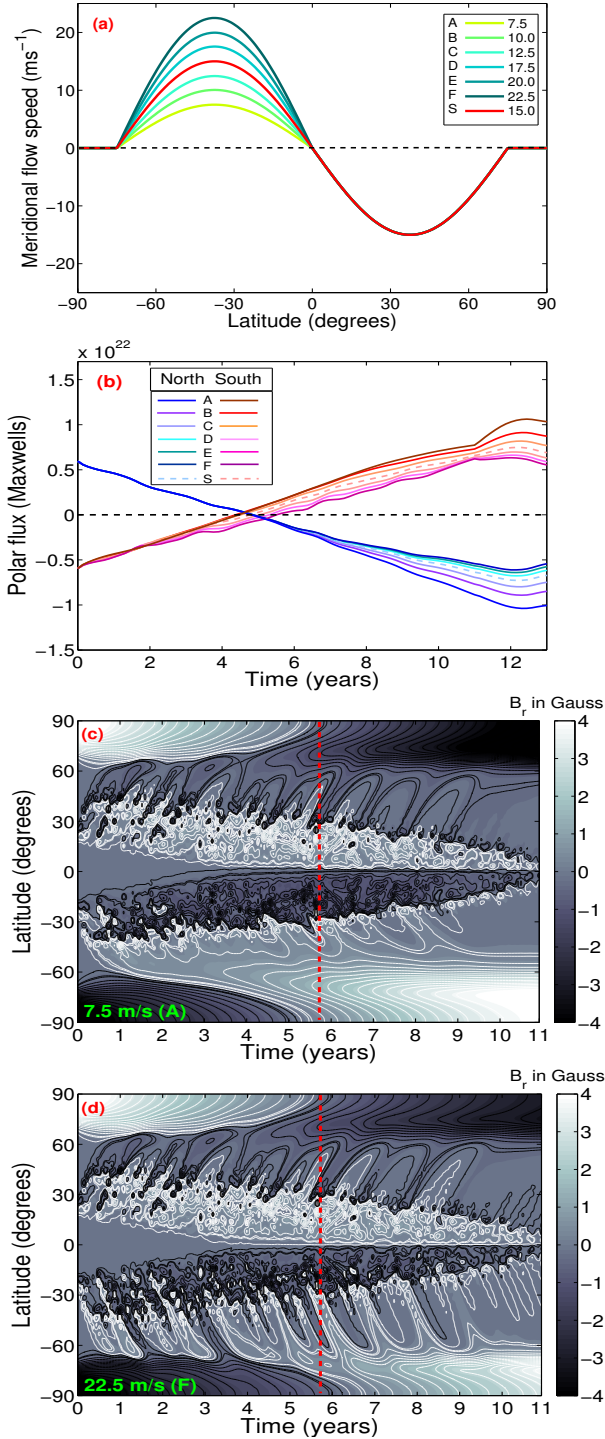 (a)
Meridional flow speed (ms⁻¹)
20
10
0
−10
−20
A 7.5
B 10.0
C 12.5
D 17.5
E 20.0
F 22.5
S 15.0
−90 −60 −30 0 30 60 90
Latitude (degrees)
x 10²²
(b)
Polar flux (Maxwells)
1.5
1
0.5
0
−0.5
−1
−1.5
North South
A
B
C
D
E
F
S
0 2 4 6 8 10 12
Time (years)
(c)
B_r in Gauss
Latitude (degrees)
90
60
30
0
−30
−60
−90
7.5 m/s (A)
4
3
2
1
0
−1
−2
−3
−4
0 1 2 3 4 5 6 7 8 9 10 11
Time (years)
(d)
B_r in Gauss
Latitude (degrees)
90
60
30
0
−30
−60
−90
22.5 m/s (F)
4
3
2
1
0
−1
−2
−3
−4
0 1 2 3 4 5 6 7 8 9 10 11
Time (years)